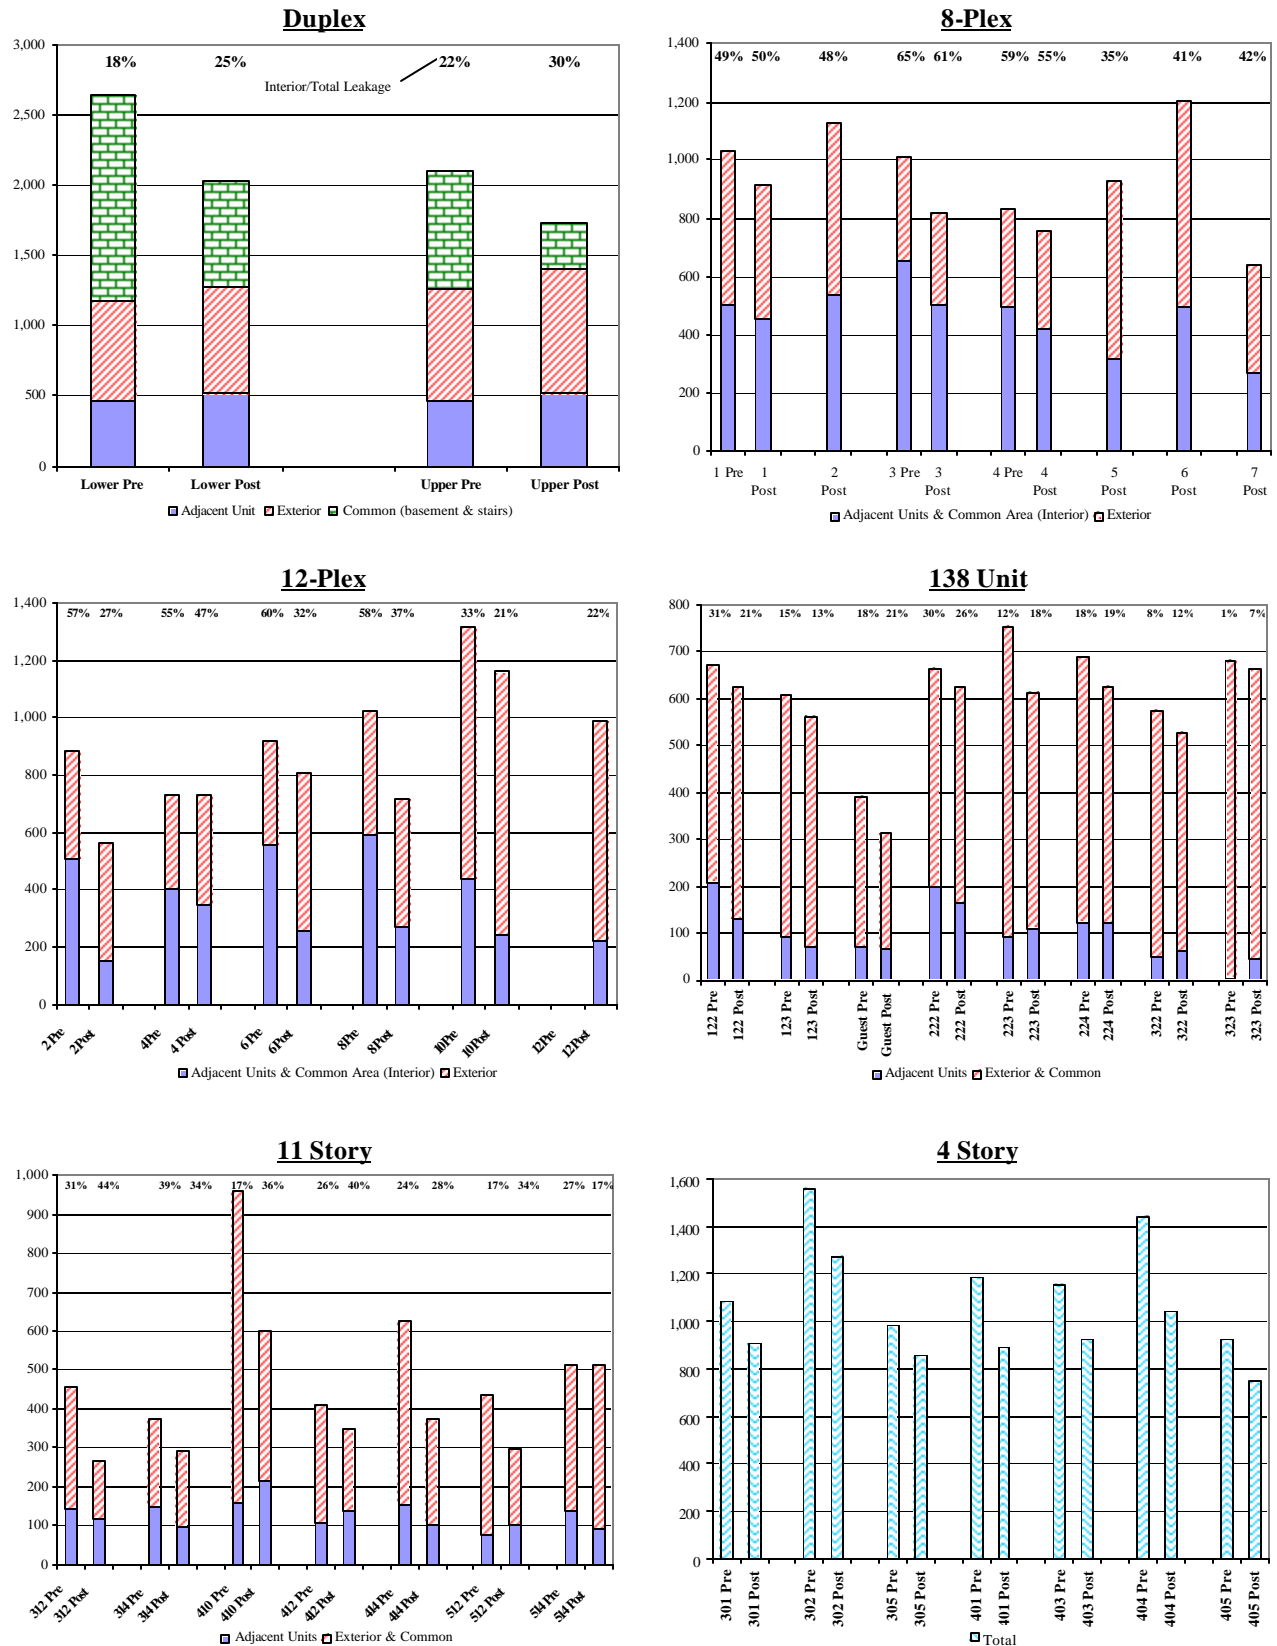 Duplex
3,000
2,500
2,000
1,500
1,000
500
0
18% 25% 22% 30%
Interior/Total Leakage
Lower Pre Lower Post Upper Pre Upper Post
Adjacent Unit Exterior Common (basement & stairs)
8-Plex
1,400
1,200
1,000
800
600
400
200
0
49% 50% 48% 65% 61% 59% 55% 35% 41% 42%
1 Pre 1 Post 2 Post 3 Pre 3 Post 4 Pre 4 Post 5 Post 6 Post 7 Post
Adjacent Units & Common Area (Interior) Exterior
12-Plex
1,400
1,200
1,000
800
600
400
200
0
57% 27% 55% 47% 60% 32% 58% 37% 33% 21% 22%
2 Pre 2 Post 4 Pre 4 Post 6 Pre 6 Post 8 Pre 8 Post 10 Pre 10 Post 12 Pre 12 Post
Adjacent Units & Common Area (Interior) Exterior
138 Unit
800
700
600
500
400
300
200
100
0
31% 21% 15% 13% 18% 21% 30% 26% 12% 18% 18% 19% 8% 12% 1% 7%
122 Pre 122 Post 123 Pre 123 Post Guest Pre Guest Post 222 Pre 222 Post 223 Pre 223 Post 224 Pre 224 Post 322 Pre 322 Post 323 Pre 323 Post
Adjacent Units Exterior & Common
11 Story
1,000
900
800
700
600
500
400
300
200
100
0
31% 44% 39% 34% 17% 36% 26% 40% 24% 28% 17% 34% 27% 17%
312 Pre 312 Post 314 Pre 314 Post 410 Pre 410 Post 412 Pre 412 Post 414 Pre 414 Post 512 Pre 512 Post 514 Pre 514 Post
Adjacent Units Exterior & Common
4 Story
1,600
1,400
1,200
1,000
800
600
400
200
0
301 Pre 301 Post 302 Pre 302 Post 305 Pre 303 Post 401 Pre 401 Post 403 Pre 403 Post 404 Pre 404 Post 405 Pre 405 Post
Total